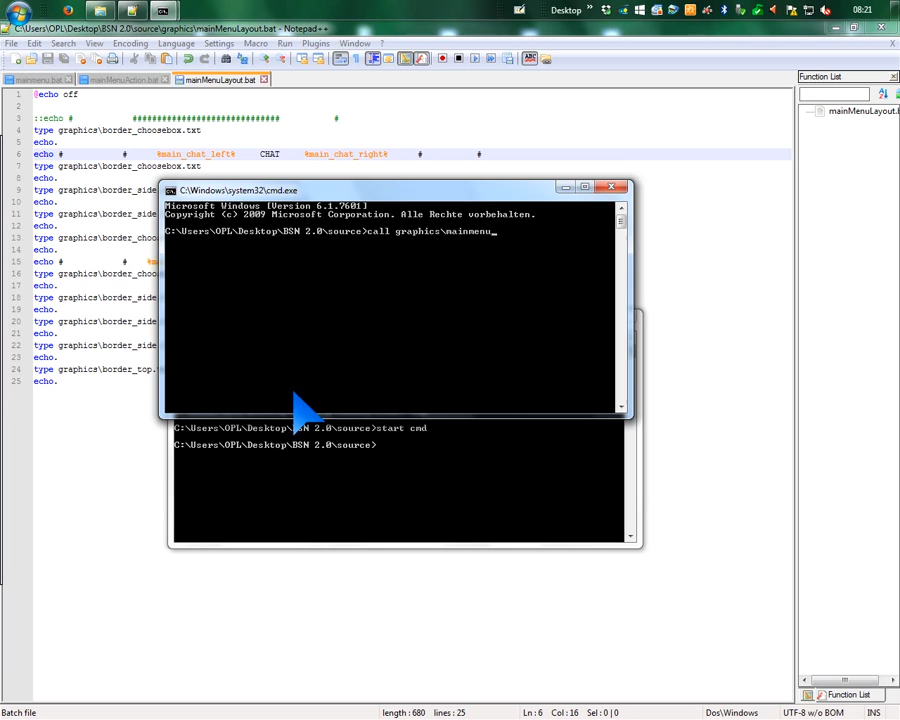 Desktop »
08:21
C:\Users\OPL\Desktop\BSN 2.0\source\graphics\mainMenuLayout.bat - Notepad++
File Edit Search View Encoding Language Settings Macro Run Plugins Window ?
X
mainmenu.bat mainMenuAction.bat mainMenuLayout.bat
Function List
mainMenuLayout.b
1 @echo off
2
3 ::echo # ############################# #
4 type graphics\border_choosebox.txt
5 echo.
6 echo # # %main_chat_left% CHAT %main_chat_right% # #
7 type graphics\border_choosebox.txt
8 echo.
9 type graphics\border_side
10 echo.
11 type graphics\border_side
12 echo.
13 type graphics\border_cho
14 echo.
15 echo # # %m
16 type graphics\border_choo
17 echo.
18 type graphics\border_side
19 echo.
20 type graphics\border_side
21 echo.
22 type graphics\border_side
23 echo.
24 type graphics\border_top.
25 echo.
C:\Windows\system32\cmd.exe
Microsoft Windows [Version 6.1.7601]
Copyright (c) 2009 Microsoft Corporation. Alle Rechte vorbehalten.
C:\Users\OPL\Desktop\BSN 2.0\source>call graphics\mainmenu_
C:\Users\OPL\Desktop\BSN 2.0\source>start cmd
C:\Users\OPL\Desktop\BSN 2.0\source>
Function List
Batch file length : 680 lines : 25 Ln : 6 Col : 16 Sel : 0 | 0 Dos\Windows UTF-8 w/o BOM INS